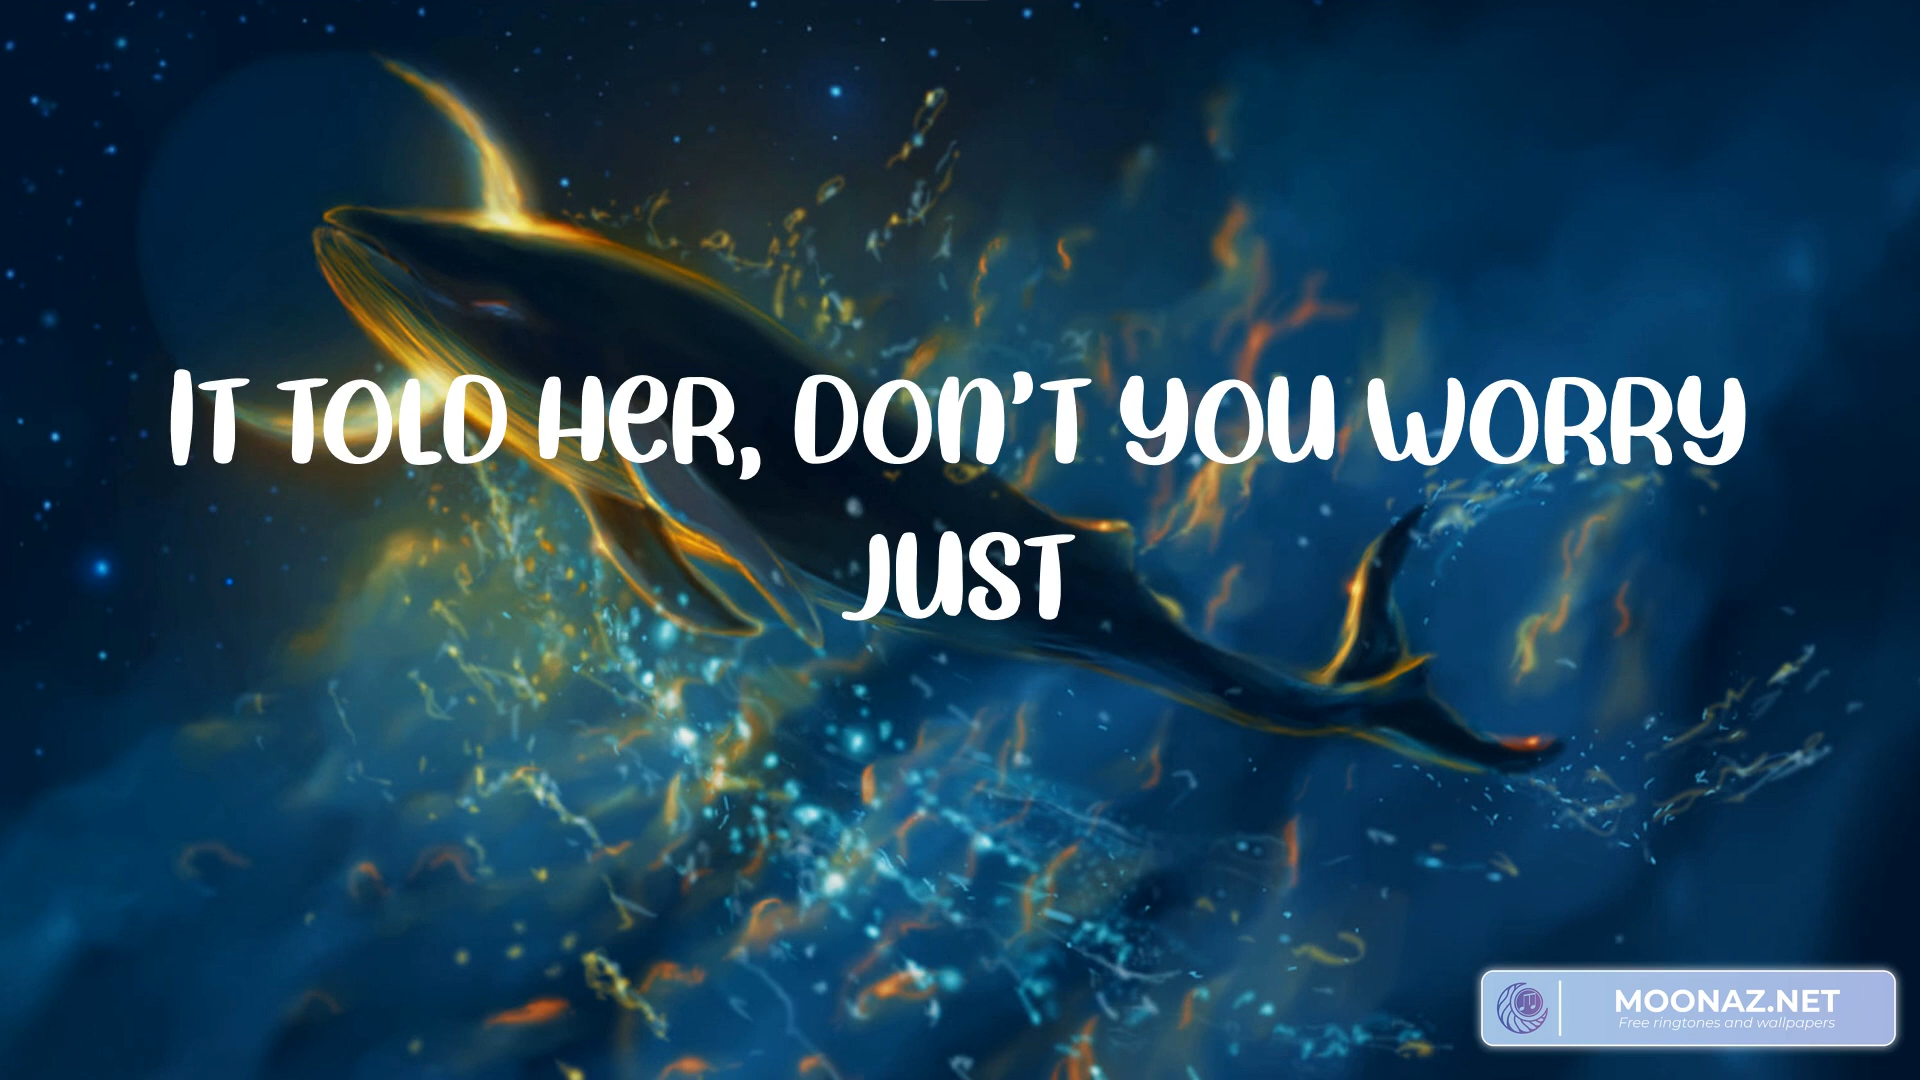 IT TOLD HER, DON'T YOU WORRY
JUST
MOONAZ.NET
Free ringtones and wallpapers